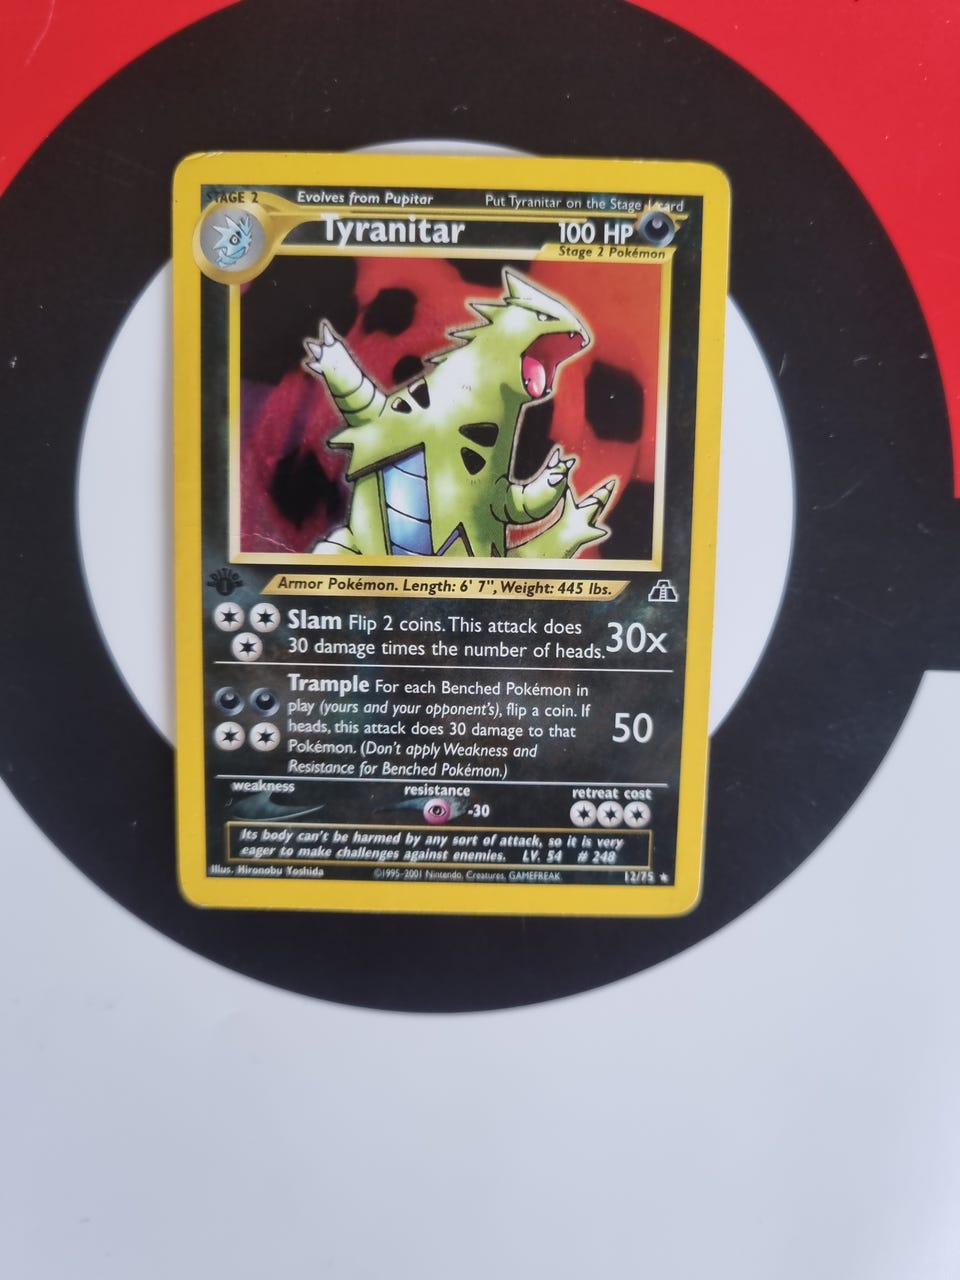 STAGE 2 Evolves from Pupitar Put Tyranitar on the Stage 1 card
Tyranitar 100 HP
Stage 2 Pokémon
EDITION
1
Armor Pokémon. Length: 6' 7", Weight: 445 lbs.
Slam Flip 2 coins. This attack does
30 damage times the number of heads. 30x
Trample For each Benched Pokémon in
play (yours and your opponent's), flip a coin. If
heads, this attack does 30 damage to that 50
Pokémon. (Don't apply Weakness and
Resistance for Benched Pokémon.)
weakness resistance retreat cost
-30
Its body can't be harmed by any sort of attack, so it is very
eager to make challenges against enemies. LV. 54 # 248
Illus. Hironobu Yoshida ©1995-2001 Nintendo, Creatures, GAMEFREAK. 12/75 ★